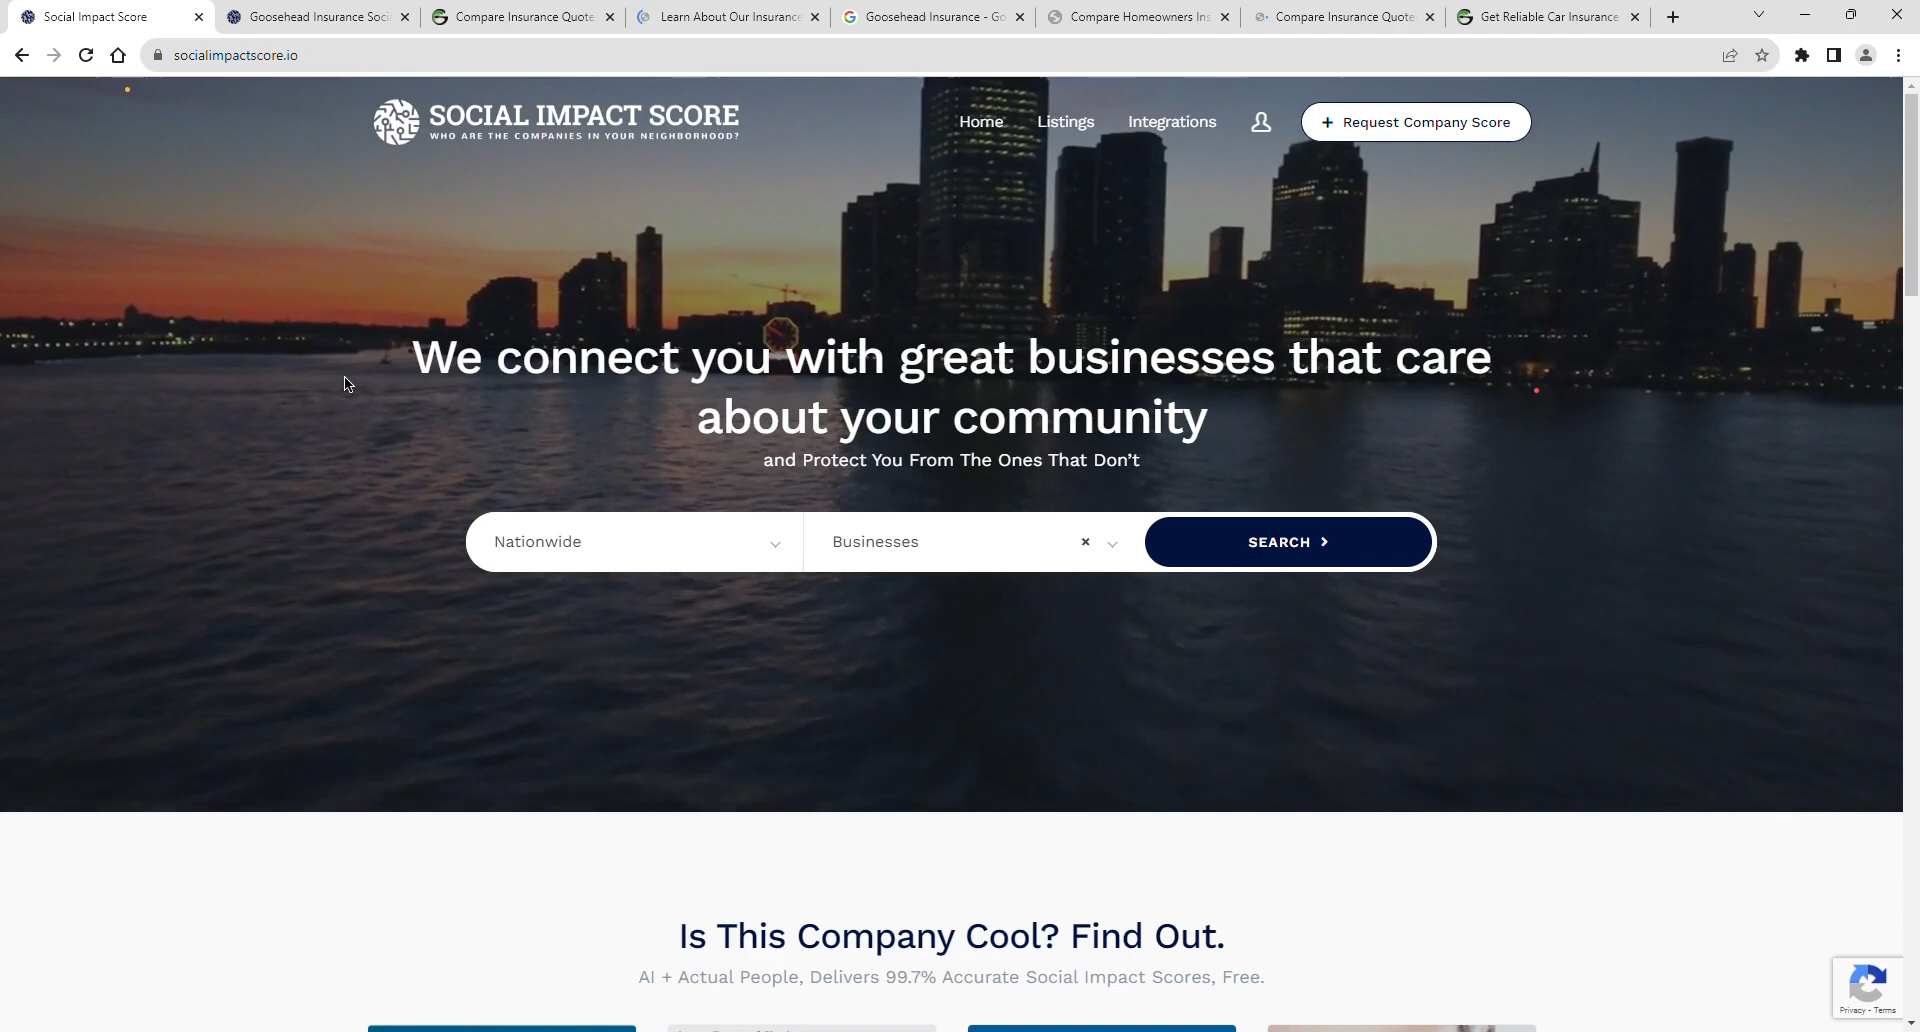 Social Impact Score
Goosehead Insurance Soci
Compare Insurance Quote
Learn About Our Insurance
Goosehead Insurance - Go
Compare Homeowners Ins
Compare Insurance Quote
Get Reliable Car Insurance
socialimpactscore.io
SOCIAL IMPACT SCORE
WHO ARE THE COMPANIES IN YOUR NEIGHBORHOOD?
Home
Listings
Integrations
+ Request Company Score
We connect you with great businesses that care
about your community
and Protect You From The Ones That Don't
Nationwide
Businesses
SEARCH
Is This Company Cool? Find Out.
AI + Actual People, Delivers 99.7% Accurate Social Impact Scores, Free.
Privacy - Terms